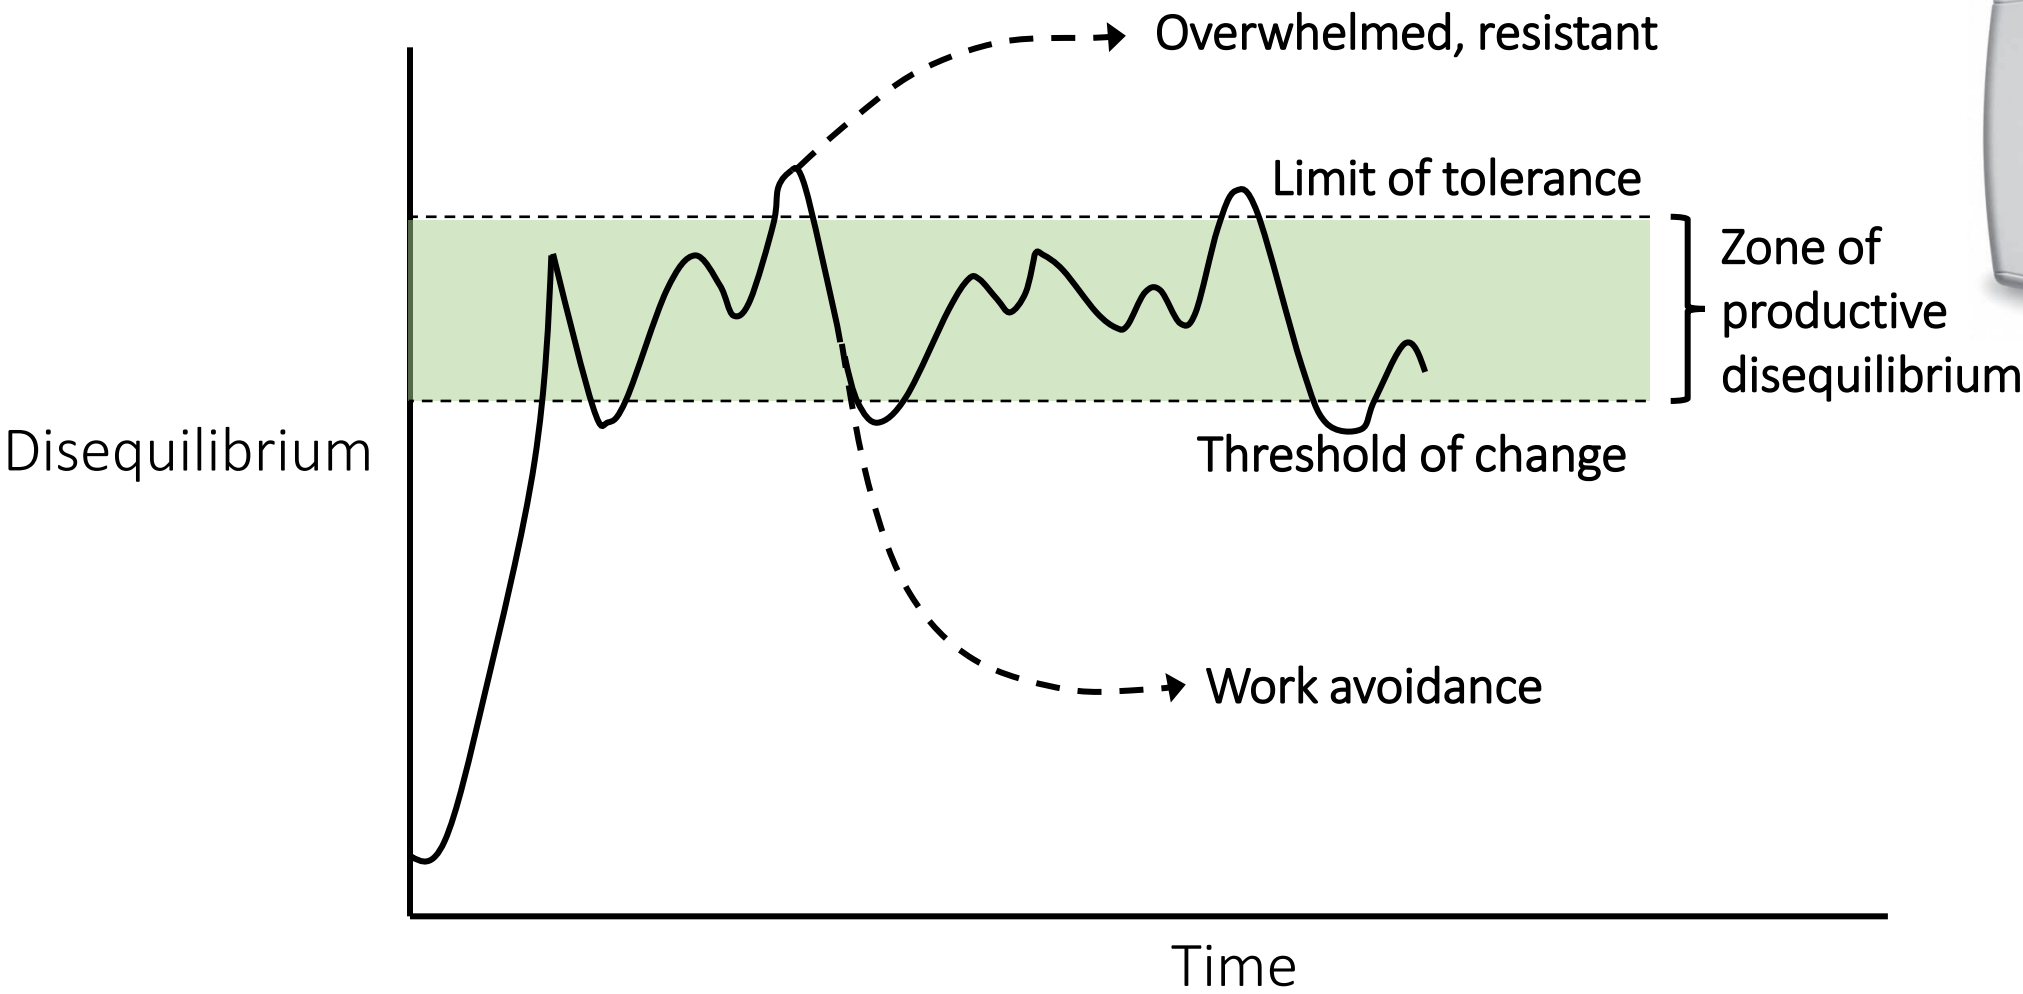 Overwhelmed, resistant
Limit of tolerance
Zone of
productive
disequilibrium
Disequilibrium
Threshold of change
Work avoidance
Time